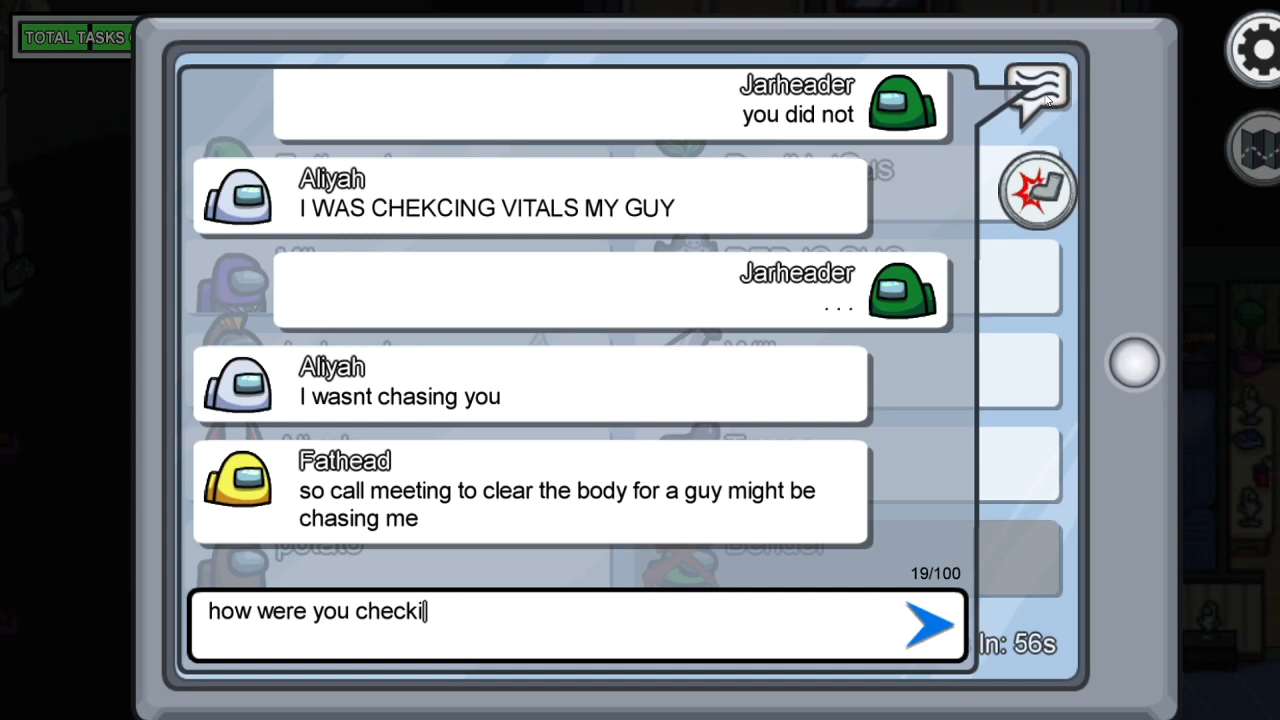 TOTAL TASKS
Jarheader
you did not
Aliyah
I WAS CHEKCING VITALS MY GUY
Jarheader
. . .
Aliyah
I wasnt chasing you
Fathead
so call meeting to clear the body for a guy might be
chasing me
potato
Bender
19/100
how were you checki
In: 56s